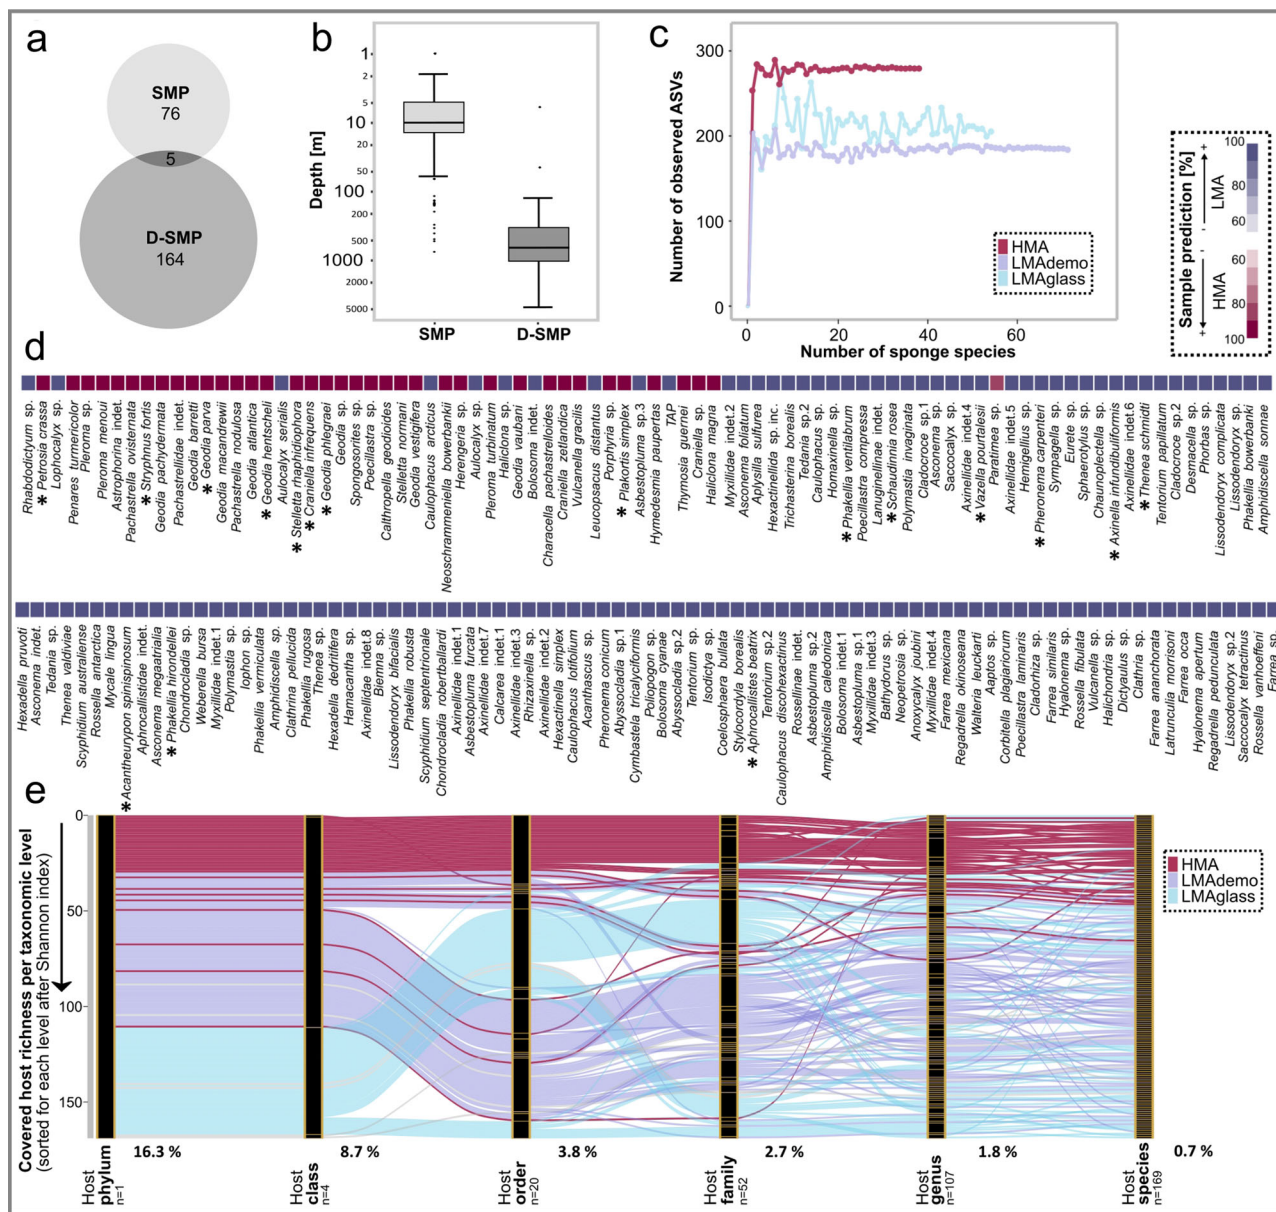 a
SMP
76
5
D-SMP
164
b
Depth [m]
1
2
5
10
20
50
100
200
500
1000
2000
5000
SMP
D-SMP
c
Number of observed ASVs
300
200
100
0
0
20
40
60
Number of sponge species
HMA
LMAdemo
LMAglass
Sample prediction [%]
+
LMA
-
-
HMA
+
100
80
60
60
80
100
d
Rhabdodictyum sp.
* Petrosia crassa
Lophocalyx sp.
Penares turmericolor
Pleroma sp.
Pleroma menoui
Astrophorina indet.
Pachastrella ovisternata
* Stryphnus fortis
Geodia pachydermata
Pachastrellidae indet.
Geodia barretti
* Geodia parva
Geodia macandrewii
Pachastrella nodulosa
Geodia atlantica
* Geodia hentscheli
Aulocalyx serialis
* Stelletta rhaphidiophora
* Craniella infrequens
* Geodia phlegraei
Geodia sp.
Spongosorites sp.
Poecillastra sp.
Calthropella geodioides
Stelletta normani
Geodia vestigifera
Caulophacus arcticus
Neoschrammeniella bowerbankii
Herengeria sp.
Aulocalyx sp.
Pleroma turbinatum
Haliclona sp.
Geodia vaubani
Bolosoma indet.
Characella pachastrelloides
Craniella zetlandica
Vulcanella gracilis
Leucopsacus distantus
Porphyria sp.
* Plakortis simplex
Asbestopluma sp.3
Hymedesmia paupertas
TAP
Thymosia guernei
Craniella sp.
Haliclona magna
Myxillidae indet.2
Asconema foliatum
Aplysilla sulfurea
Hexactinellida sp. inc.
Trichasterina borealis
Tedania sp.2
Caulophacus sp.
Homaxinella sp.
* Phakellia ventilabrum
Poecillastra compressa
Lanuginellinae indet.
* Schaudinnia rosea
Polymastia invaginata
Cladocroce sp.1
Asconema sp.
Saccocalyx sp.
Axinellidae indet.4
* Vazella pourtalesii
Paratimea sp.
Axinellidae indet.5
Hemigellius sp.
* Pheronema carpenteri
Sympagella sp.
Eurete sp.
Sphaerotylus sp.
Chaunoplectella sp.
* Axinella infundibuliformis
Axinellidae indet.6
* Thenea schmidti
Tentorium papillatum
Cladocroce sp.2
Desmacella sp.
Phorbas sp.
Lissodendoryx complicata
Lissodendoryx sp.
Phakellia bowerbanki
Amphidiscella sonnae
Hexadella pruvoti
Asconema indet.
Tedania sp.
Thenea valdiviae
Scyphidium australiense
Rossella antarctica
Mycale lingua
* Acantheurypon spinispinosum
Aphrocallistidae indet.
Asconema megaatrialia
* Phakellia hirondellei
Chondrocladia sp.
Weberella bursa
Myxillidae indet.1
Polymastia sp.
Iophon sp.
Phakellia vermiculata
Amphidiscella sp.
Clathrina pellucida
Phakellia rugosa
Thenea sp.
Hexadella dedritifera
Hamacantha sp.
Axinellidae indet.8
Biemna sp.
Lissodendoryx bifacialis
Phakellia robusta
Scyphidium septentrionale
Chondrocladia robertballardi
Axinellidae indet.1
Asbestopluma furcata
Axinellidae indet.7
Calcarea indet.1
Axinellidae indet.3
Rhizaxinella sp.
Axinellidae indet.2
Hexactinella simplex
Caulophacus lotifolium
Acanthascus sp.
Pheronema conicum
Abyssocladia sp.1
Cymbastela tricalyciformis
Poliopogon sp.
Bolosoma cyanae
Abyssocladia sp.2
Tentorium sp.
Isodictya sp.
Coelosphaera bullata
Stylocordyla borealis
* Aphrocallistes beatrix
Tentorium sp.2
Caulophacus discohexactinus
Rossellinae indet.
Asbestopluma sp.2
Amphidiscella caledonica
Bolosoma indet.1
Asbestopluma sp.1
Myxillidae indet.3
Bathydorus sp.
Neopetrosia sp.
Anoxycalyx joubini
Myxillidae indet.4
Farrea mexicana
Regadrella okinoseana
Walteria leuckarti
Aaptos sp.
Corbitella plagiariorum
Poecillastra laminaris
Cladorhiza sp.
Farrea similaris
Hyalonema sp.
Rossella fibulata
Vulcanella sp.
Halichondria sp.
Dictyaulus sp.
Clathria sp.
Farrea ananchorata
Latrunculia morrisoni
Farrea occa
Hyalonema apertum
Regadrella pedunculata
Lissodendoryx sp.2
Saccocalyx tetractinus
Rossella vanhoeffeni
Farrea sp.
e
Covered host richness per taxonomic level
(sorted for each level after Shannon index)
0
50
100
150
HMA
LMAdemo
LMAglass
16.3 %
8.7 %
3.8 %
2.7 %
1.8 %
0.7 %
Host phylum n=1
Host class n=4
Host order n=20
Host family n=52
Host genus n=107
Host species n=169